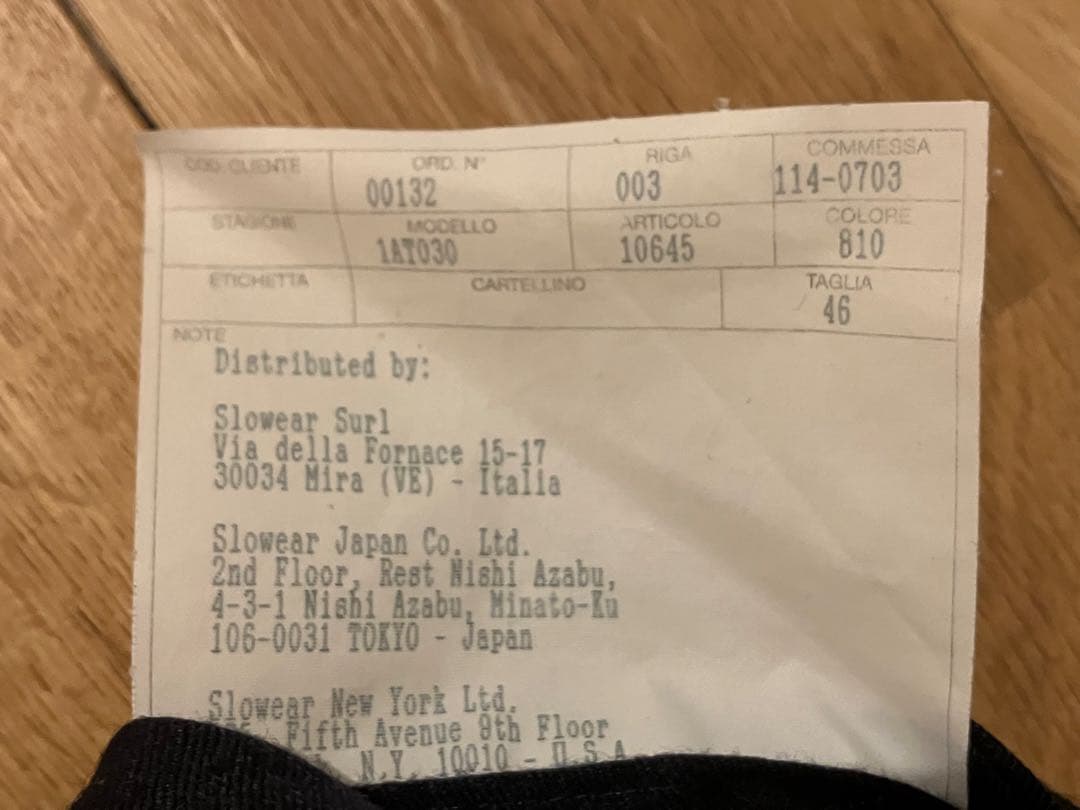 COD. CLIENTE ORD. N° RIGA COMMESSA
00132 003 114-0703
STAGIONE MODELLO ARTICOLO COLORE
1AT030 10645 810
ETICHETTA CARTELLINO TAGLIA
46
NOTE
Distributed by:
Slowear Surl
Via della Fornace 15-17
30034 Mira (VE) - Italia
Slowear Japan Co. Ltd.
2nd Floor, Rest Nishi Azabu,
4-3-1 Nishi Azabu, Minato-Ku
106-0031 TOKYO - Japan
Slowear New York Ltd.
Fifth Avenue 9th Floor
N.Y. 10010 - U.S.A.